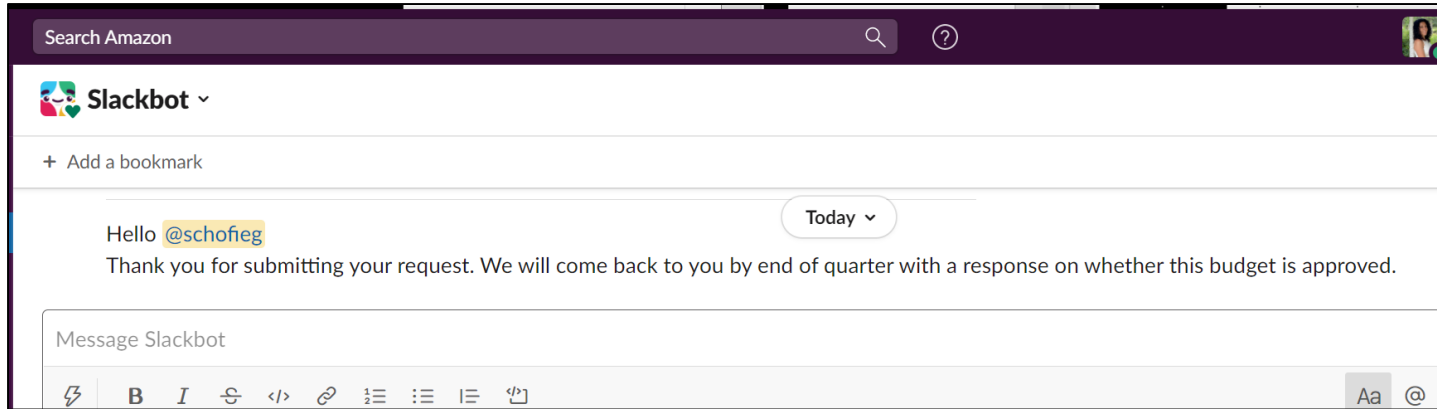 Search Amazon
Slackbot
+ Add a bookmark
Today
Hello @schofieg
Thank you for submitting your request. We will come back to you by end of quarter with a response on whether this budget is approved.
Message Slackbot
B I S </> Aa @